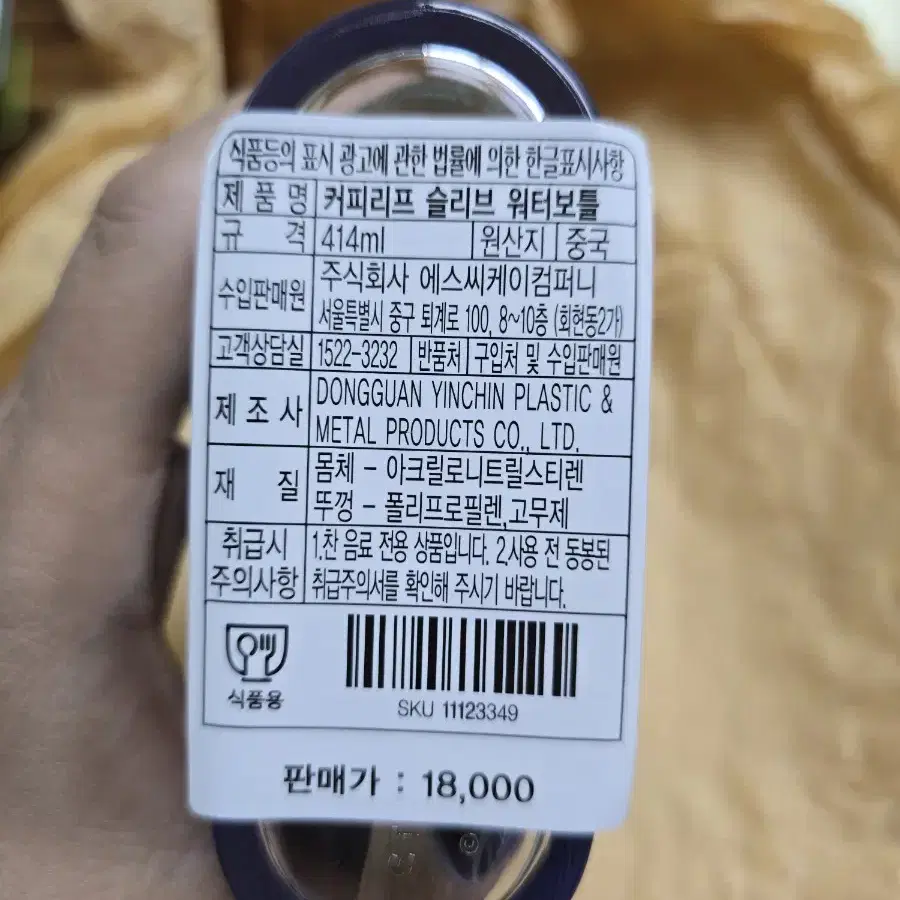 식품등의 표시 광고에 관한 법률에 의한 한글표시사항
제품명 커피리프 슬리브 워터보틀
규격 414ml 원산지 중국
수입판매원 주식회사 에스씨케이컴퍼니
서울특별시 중구 퇴계로 100, 8~10층 (회현동2가)
고객상담실 1522-3232 반품처 구입처 및 수입판매원
제조사 DONGGUAN YINCHIN PLASTIC &
METAL PRODUCTS CO., LTD.
재질 몸체 - 아크릴로니트릴스티렌
뚜껑 - 폴리프로필렌,고무제
취급시 1.찬 음료 전용 상품입니다. 2.사용 전 동봉된
주의사항 취급주의서를 확인해 주시기 바랍니다.
식품용
SKU 11123349
판매가 : 18,000